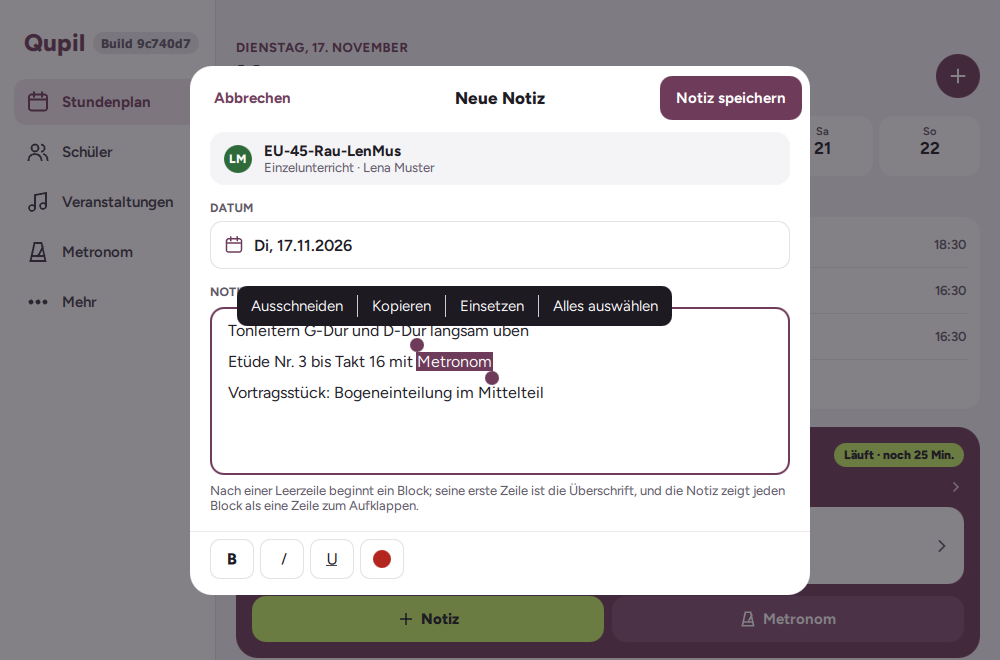 Qupil Build 9c740d7
Stundenplan
Schüler
Veranstaltungen
Metronom
Mehr
DIENSTAG, 17. NOVEMBER
Sa
21
So
22
18:30
16:30
16:30
Läuft · noch 25 Min.
Abbrechen
Neue Notiz
Notiz speichern
LM
EU-45-Rau-LenMus
Einzelunterricht · Lena Muster
DATUM
Di, 17.11.2026
Ausschneiden
Kopieren
Einsetzen
Alles auswählen
Tonleitern G-Dur und D-Dur langsam üben
Etüde Nr. 3 bis Takt 16 mit Metronom
Vortragsstück: Bogeneinteilung im Mittelteil
Nach einer Leerzeile beginnt ein Block; seine erste Zeile ist die Überschrift, und die Notiz zeigt jeden
Block als eine Zeile zum Aufklappen.
B
I
U
Notiz
Metronom